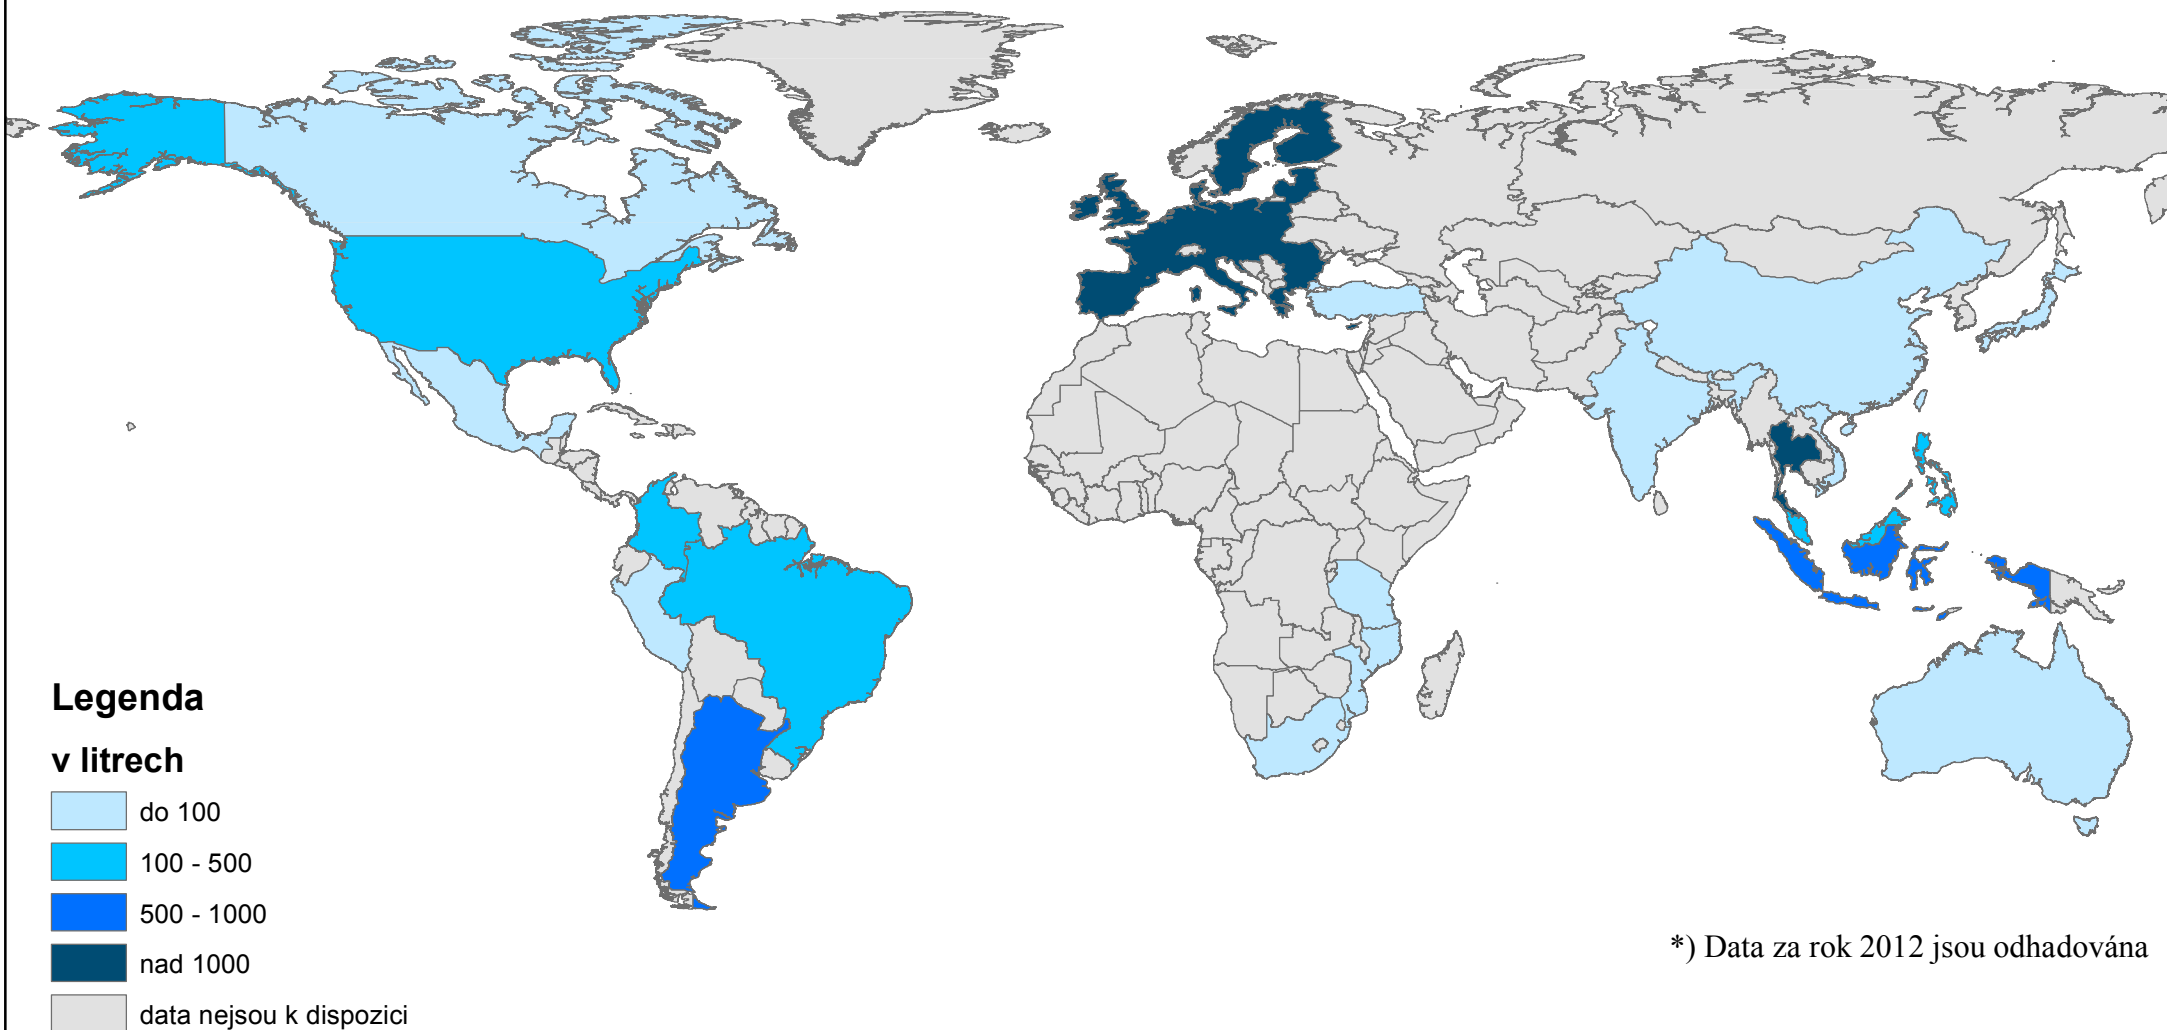 Legenda
v litrech
do 100
100 - 500
500 - 1000
nad 1000
data nejsou k dispozici
*) Data za rok 2012 jsou odhadována